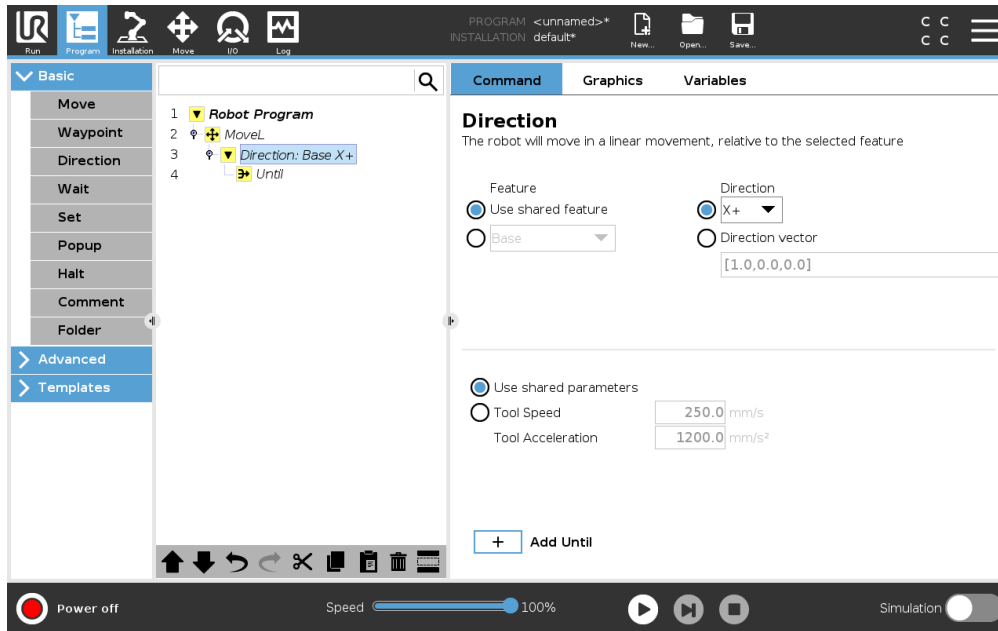 UR
PROGRAM <unnamed>*
INSTALLATION default*
C C
C C
Run Program Installation Move I/O Log New... Open... Save...
Basic
Move
Waypoint
Direction
Wait
Set
Popup
Halt
Comment
Folder
Advanced
Templates
1 Robot Program
2 MoveL
3 Direction: Base X+
4 Until
Command Graphics Variables
Direction
The robot will move in a linear movement, relative to the selected feature
Feature Direction
Use shared feature X+
Base Direction vector
[1.0,0.0,0.0]
Use shared parameters
Tool Speed 250.0 mm/s
Tool Acceleration 1200.0 mm/s²
+ Add Until
Power off Speed 100% Simulation